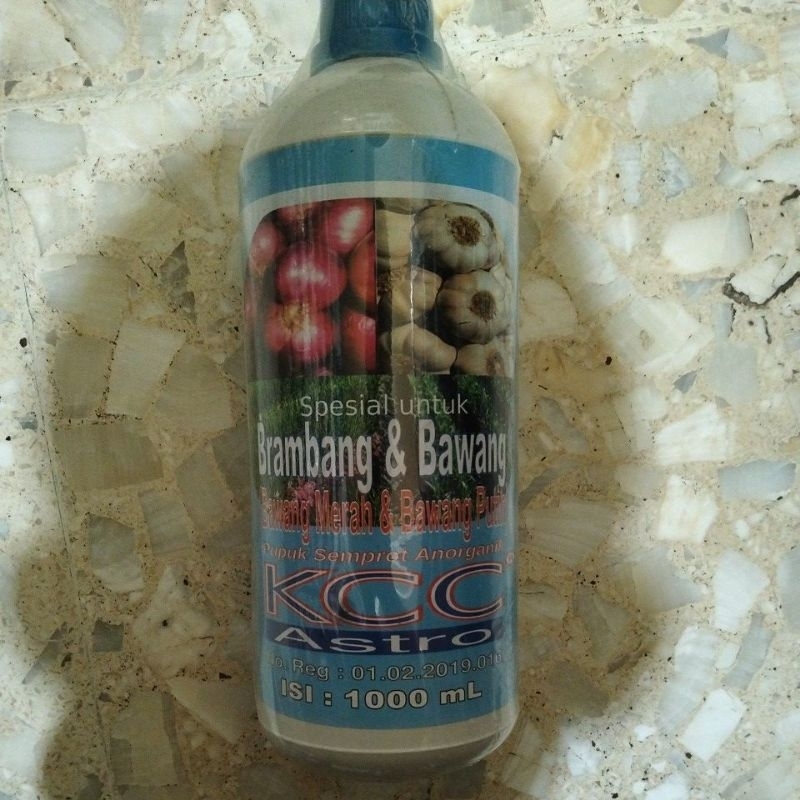 Spesial untuk
Brambang & Bawang
Bawang Merah & Bawang Putih
Pupuk Semprot Anorganik
KCC
Astro
No. Reg : 01.02.2019.016
ISI : 1000 mL